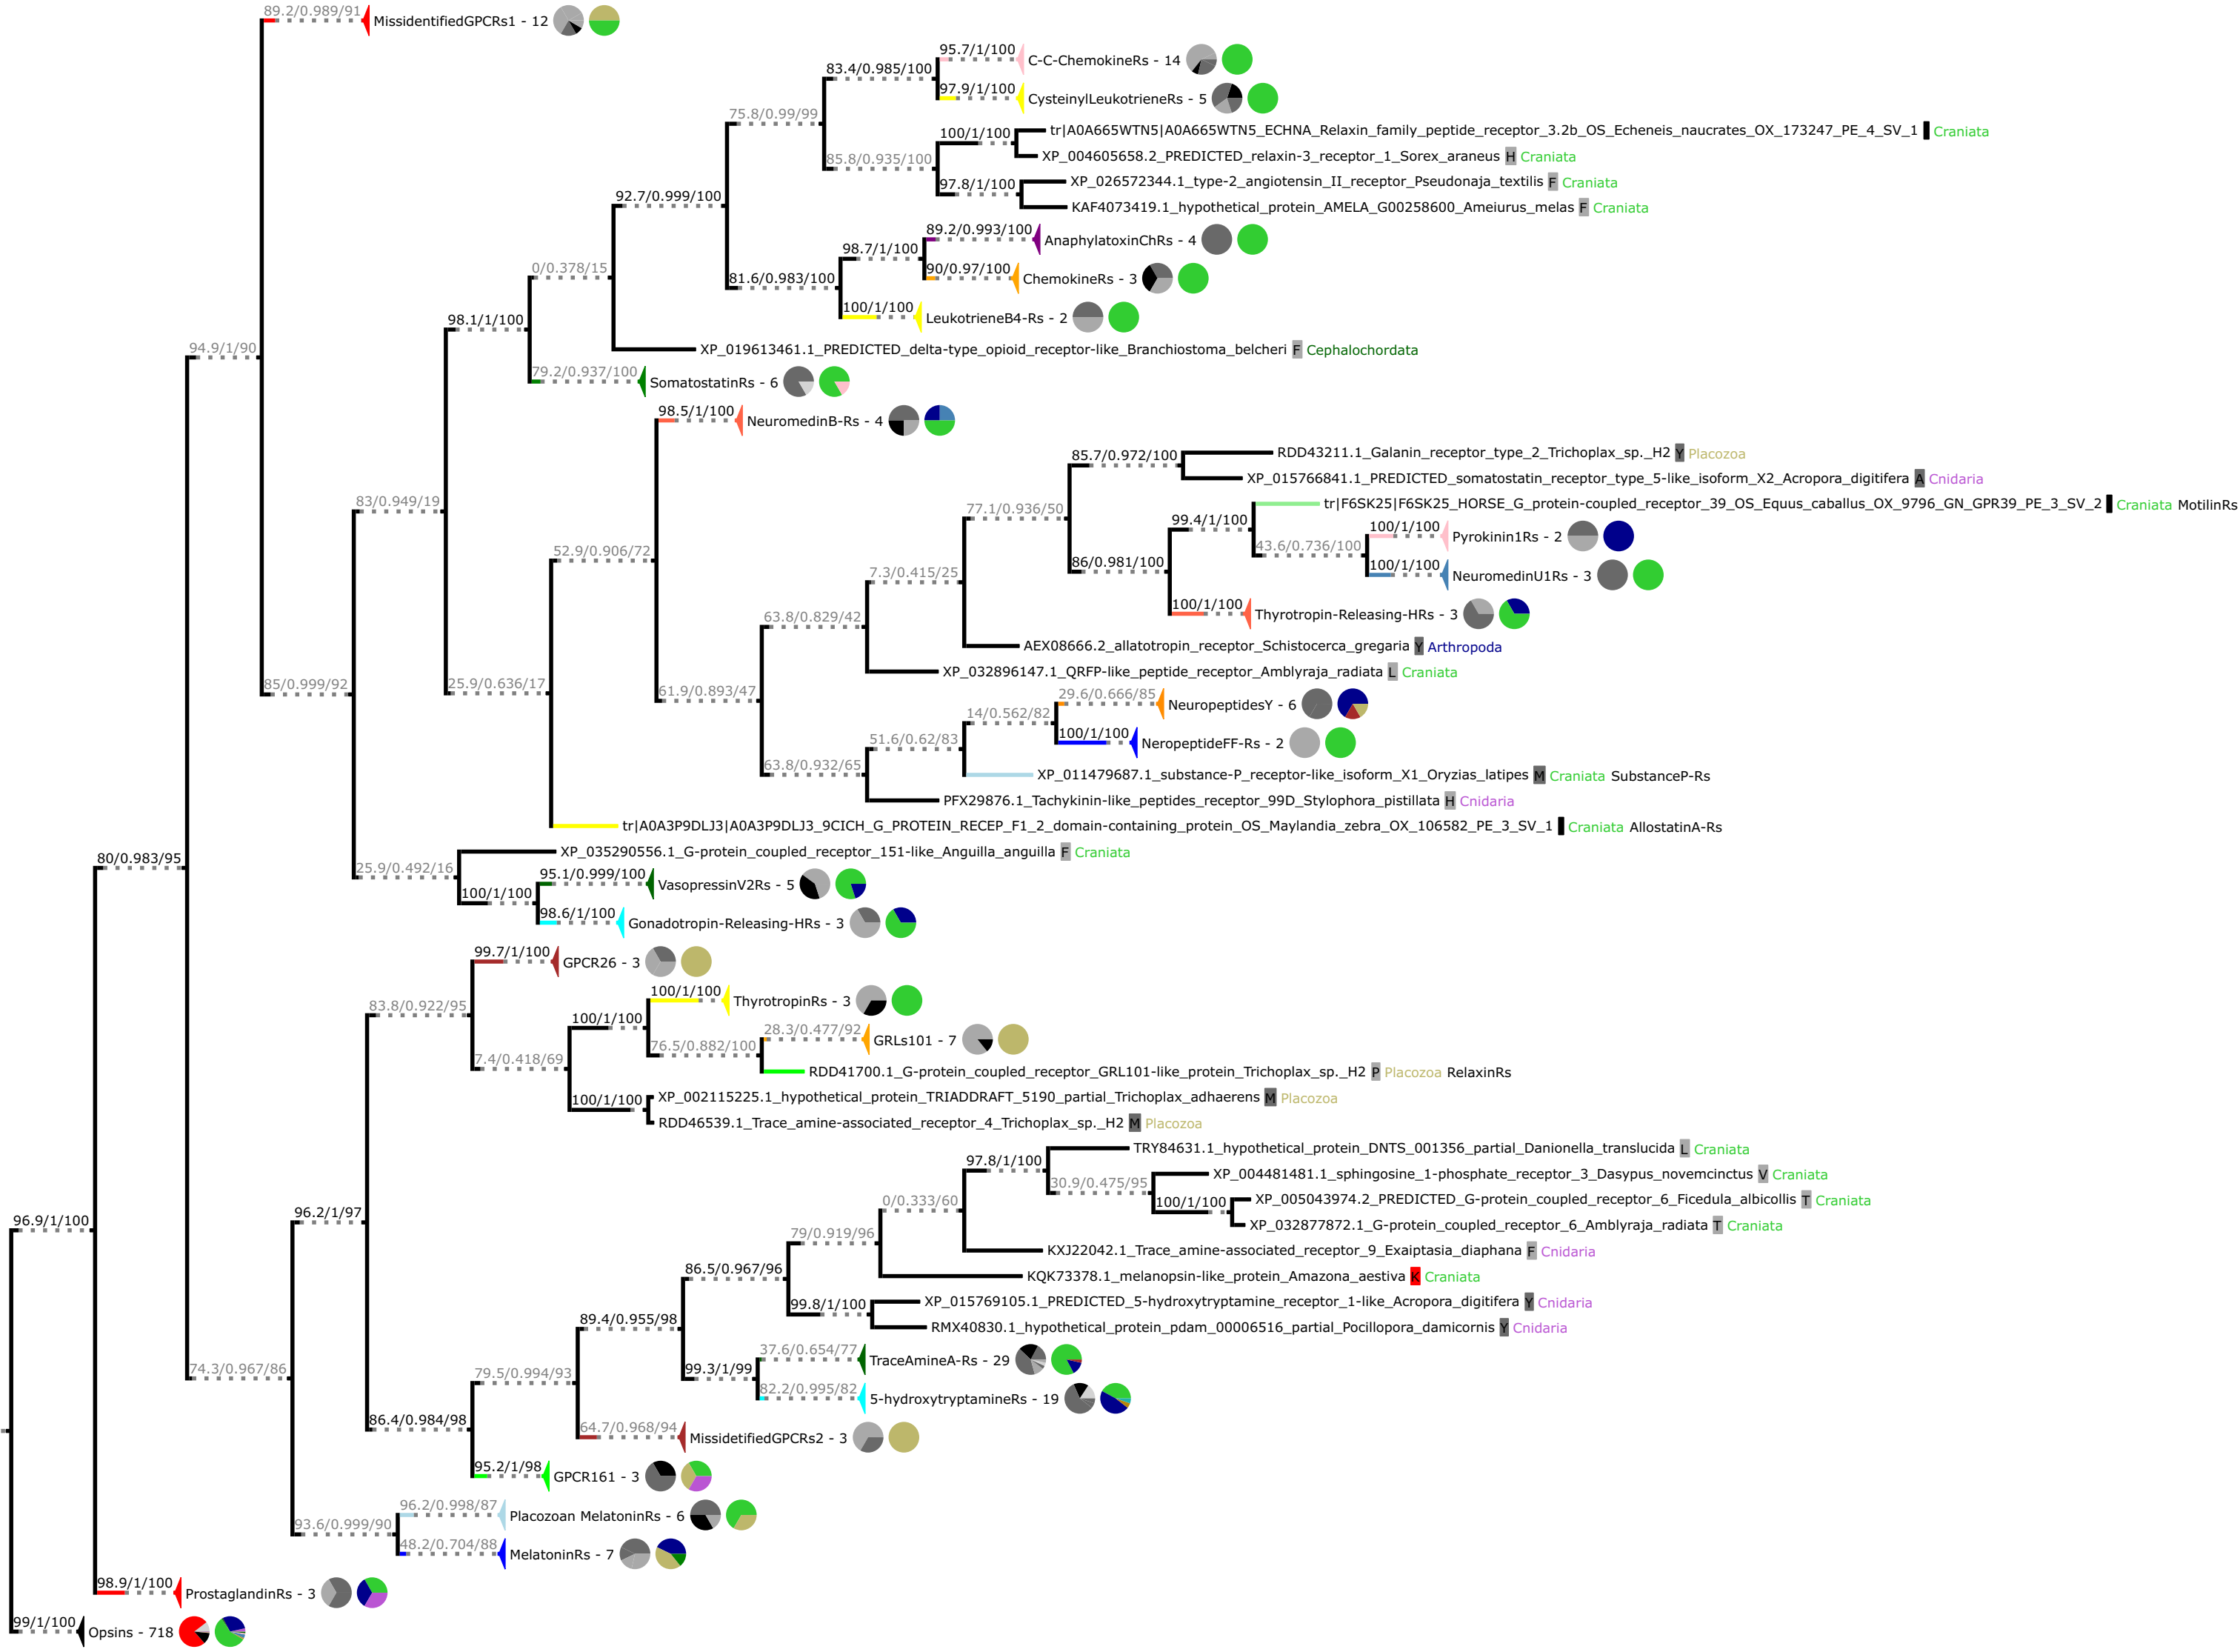 89.2/0.989/91
MissidentifiedGPCRs1 - 12
95.7/1/100
C-C-ChemokineRs - 14
83.4/0.985/100
97.9/1/100
CysteinylLeukotrieneRs - 5
75.8/0.99/99
tr|A0A665WTN5|A0A665WTN5_ECHNA_Relaxin_family_peptide_receptor_3.2b_OS_Echeneis_naucrates_OX_173247_PE_4_SV_1 Craniata
100/1/100
XP_004605658.2_PREDICTED_relaxin-3_receptor_1_Sorex_araneus H Craniata
85.8/0.935/100
XP_026572344.1_type-2_angiotensin_II_receptor_Pseudonaja_textilis F Craniata
97.8/1/100
92.7/0.999/100
KAF4073419.1_hypothetical_protein_AMELA_G00258600_Ameiurus_melas F Craniata
89.2/0.993/100
AnaphylatoxinChRs - 4
98.7/1/100
90/0.97/100
ChemokineRs - 3
0/0.378/15
81.6/0.983/100
100/1/100
LeukotrieneB4-Rs - 2
98.1/1/100
94.9/1/90
XP_019613461.1_PREDICTED_delta-type_opioid_receptor-like_Branchiostoma_belcheri F Cephalochordata
79.2/0.937/100
SomatostatinRs - 6
98.5/1/100
NeuromedinB-Rs - 4
RDD43211.1_Galanin_receptor_type_2_Trichoplax_sp._H2 Y Placozoa
85.7/0.972/100
XP_015766841.1_PREDICTED_somatostatin_receptor_type_5-like_isoform_X2_Acropora_digitifera A Cnidaria
83/0.949/19
77.1/0.936/50
tr|F6SK25|F6SK25_HORSE_G_protein-coupled_receptor_39_OS_Equus_caballus_OX_9796_GN_GPR39_PE_3_SV_2 Craniata MotilinRs
99.4/1/100
100/1/100
Pyrokinin1Rs - 2
52.9/0.906/72
43.6/0.736/100
86/0.981/100
100/1/100
NeuromedinU1Rs - 3
7.3/0.415/25
100/1/100
Thyrotropin-Releasing-HRs - 3
63.8/0.829/42
AEX08666.2_allatotropin_receptor_Schistocerca_gregaria Y Arthropoda
XP_032896147.1_QRFP-like_peptide_receptor_Amblyraja_radiata L Craniata
85/0.999/92
25.9/0.636/17
61.9/0.893/47
29.6/0.666/85
NeuropeptidesY - 6
14/0.562/82
100/1/100
NeropeptideFF-Rs - 2
51.6/0.62/83
63.8/0.932/65
XP_011479687.1_substance-P_receptor-like_isoform_X1_Oryzias_latipes M Craniata SubstanceP-Rs
PFX29876.1_Tachykinin-like_peptides_receptor_99D_Stylophora_pistillata H Cnidaria
tr|A0A3P9DLJ3|A0A3P9DLJ3_9CICH_G_PROTEIN_RECEP_F1_2_domain-containing_protein_OS_Maylandia_zebra_OX_106582_PE_3_SV_1 Craniata AllostatinA-Rs
XP_035290556.1_G-protein_coupled_receptor_151-like_Anguilla_anguilla F Craniata
80/0.983/95
25.9/0.492/16
95.1/0.999/100
VasopressinV2Rs - 5
100/1/100
98.6/1/100
Gonadotropin-Releasing-HRs - 3
99.7/1/100
GPCR26 - 3
83.8/0.922/95
100/1/100
ThyrotropinRs - 3
100/1/100
28.3/0.477/92
GRLs101 - 7
76.5/0.882/100
7.4/0.418/69
RDD41700.1_G-protein_coupled_receptor_GRL101-like_protein_Trichoplax_sp._H2 P Placozoa RelaxinRs
XP_002115225.1_hypothetical_protein_TRIADDRAFT_5190_partial_Trichoplax_adhaerens M Placozoa
100/1/100
RDD46539.1_Trace_amine-associated_receptor_4_Trichoplax_sp._H2 M Placozoa
TRY84631.1_hypothetical_protein_DNTS_001356_partial_Danionella_translucida L Craniata
97.8/1/100
XP_004481481.1_sphingosine_1-phosphate_receptor_3_Dasypus_novemcinctus V Craniata
30.9/0.475/95
XP_005043974.2_PREDICTED_G-protein_coupled_receptor_6_Ficedula_albicollis T Craniata
100/1/100
0/0.333/60
96.2/1/97
96.9/1/100
XP_032877872.1_G-protein_coupled_receptor_6_Amblyraja_radiata T Craniata
79/0.919/96
KXJ22042.1_Trace_amine-associated_receptor_9_Exaiptasia_diaphana F Cnidaria
86.5/0.967/96
KQK73378.1_melanopsin-like_protein_Amazona_aestiva K Craniata
99.8/1/100
XP_015769105.1_PREDICTED_5-hydroxytryptamine_receptor_1-like_Acropora_digitifera Y Cnidaria
89.4/0.955/98
RMX40830.1_hypothetical_protein_pdam_00006516_partial_Pocillopora_damicornis Y Cnidaria
74.3/0.967/86
79.5/0.994/93
37.6/0.654/77
TraceAmineA-Rs - 29
99.3/1/99
82.2/0.995/82
5-hydroxytryptamineRs - 19
86.4/0.984/98
64.7/0.968/94
MissidetifiedGPCRs2 - 3
95.2/1/98
GPCR161 - 3
96.2/0.998/87
Placozoan MelatoninRs - 6
93.6/0.999/90
48.2/0.704/88
MelatoninRs - 7
98.9/1/100
ProstaglandinRs - 3
99/1/100
Opsins - 718